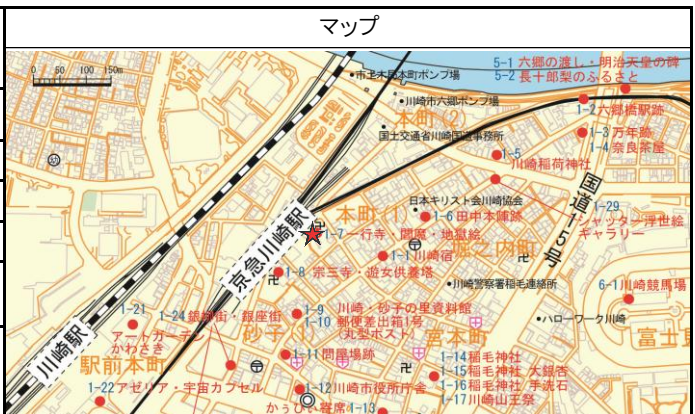 マップ
0 50 100 150m
5-1 六郷の渡し・明治天皇の碑
5-2 長十郎梨のふるさと
市上下水局本町ポンプ場
川崎市六郷ポンプ場
本町(2)
国土交通省川崎国道事務所
1-2 六郷橋駅跡
1-3 万年跡
1-4 奈良茶屋
1-5
川崎稲荷神社
国道15号
1-29
シャッター浮世絵
ギャラリー
日本キリスト会川崎協会
本町(1)
1-6 田中本陣跡
1-7 一行寺・閻魔・地獄絵
京急川崎駅
堀之内町
1-1 川崎宿
1-8 宗三寺・遊女供養塔
川崎警察署稲毛連絡所
6-1 川崎競馬場
1-9 川崎・砂子の里資料館
1-10 郵便差出箱1号
(丸型ポスト)
ハローワーク川崎
1-21
アートガーデン
かわさき
1-24 銀柳街・銀座街
砂子
宮本町
富士見
川崎駅
駅前本町
1-11 問屋場跡
1-14 稲毛神社
1-15 稲毛神社 大銀杏
1-16 稲毛神社 手洗石
1-17 川崎山王祭
1-22 アゼリア・宇宙カプセル
1-12 川崎市役所庁舎
かわさき寄席 1-13